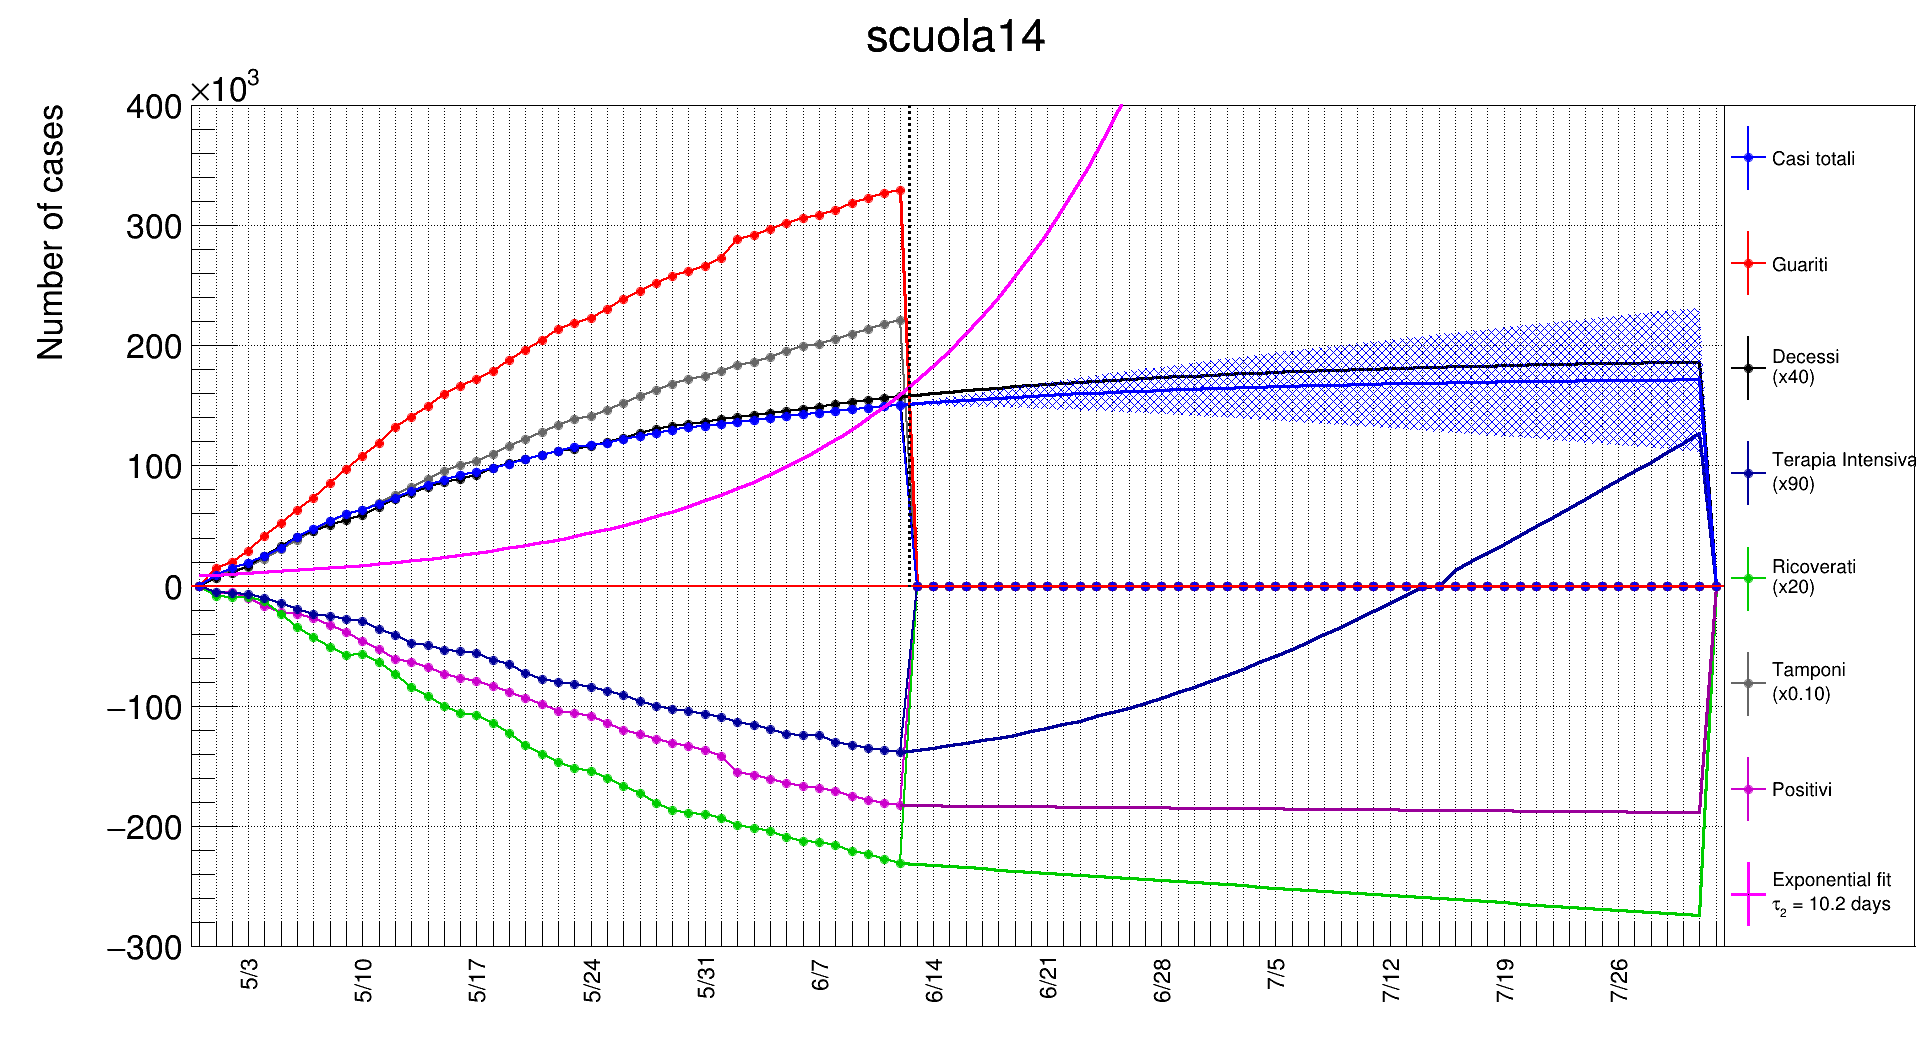 scuola14
×10³
Number of cases
400
300
200
100
0
−100
−200
−300
5/3
5/10
5/17
5/24
5/31
6/7
6/14
6/21
6/28
7/5
7/12
7/19
7/26
Casi totali
Guariti
Decessi
(x40)
Terapia Intensiva
(x90)
Ricoverati
(x20)
Tamponi
(x0.10)
Positivi
Exponential fit
τ₂ = 10.2 days